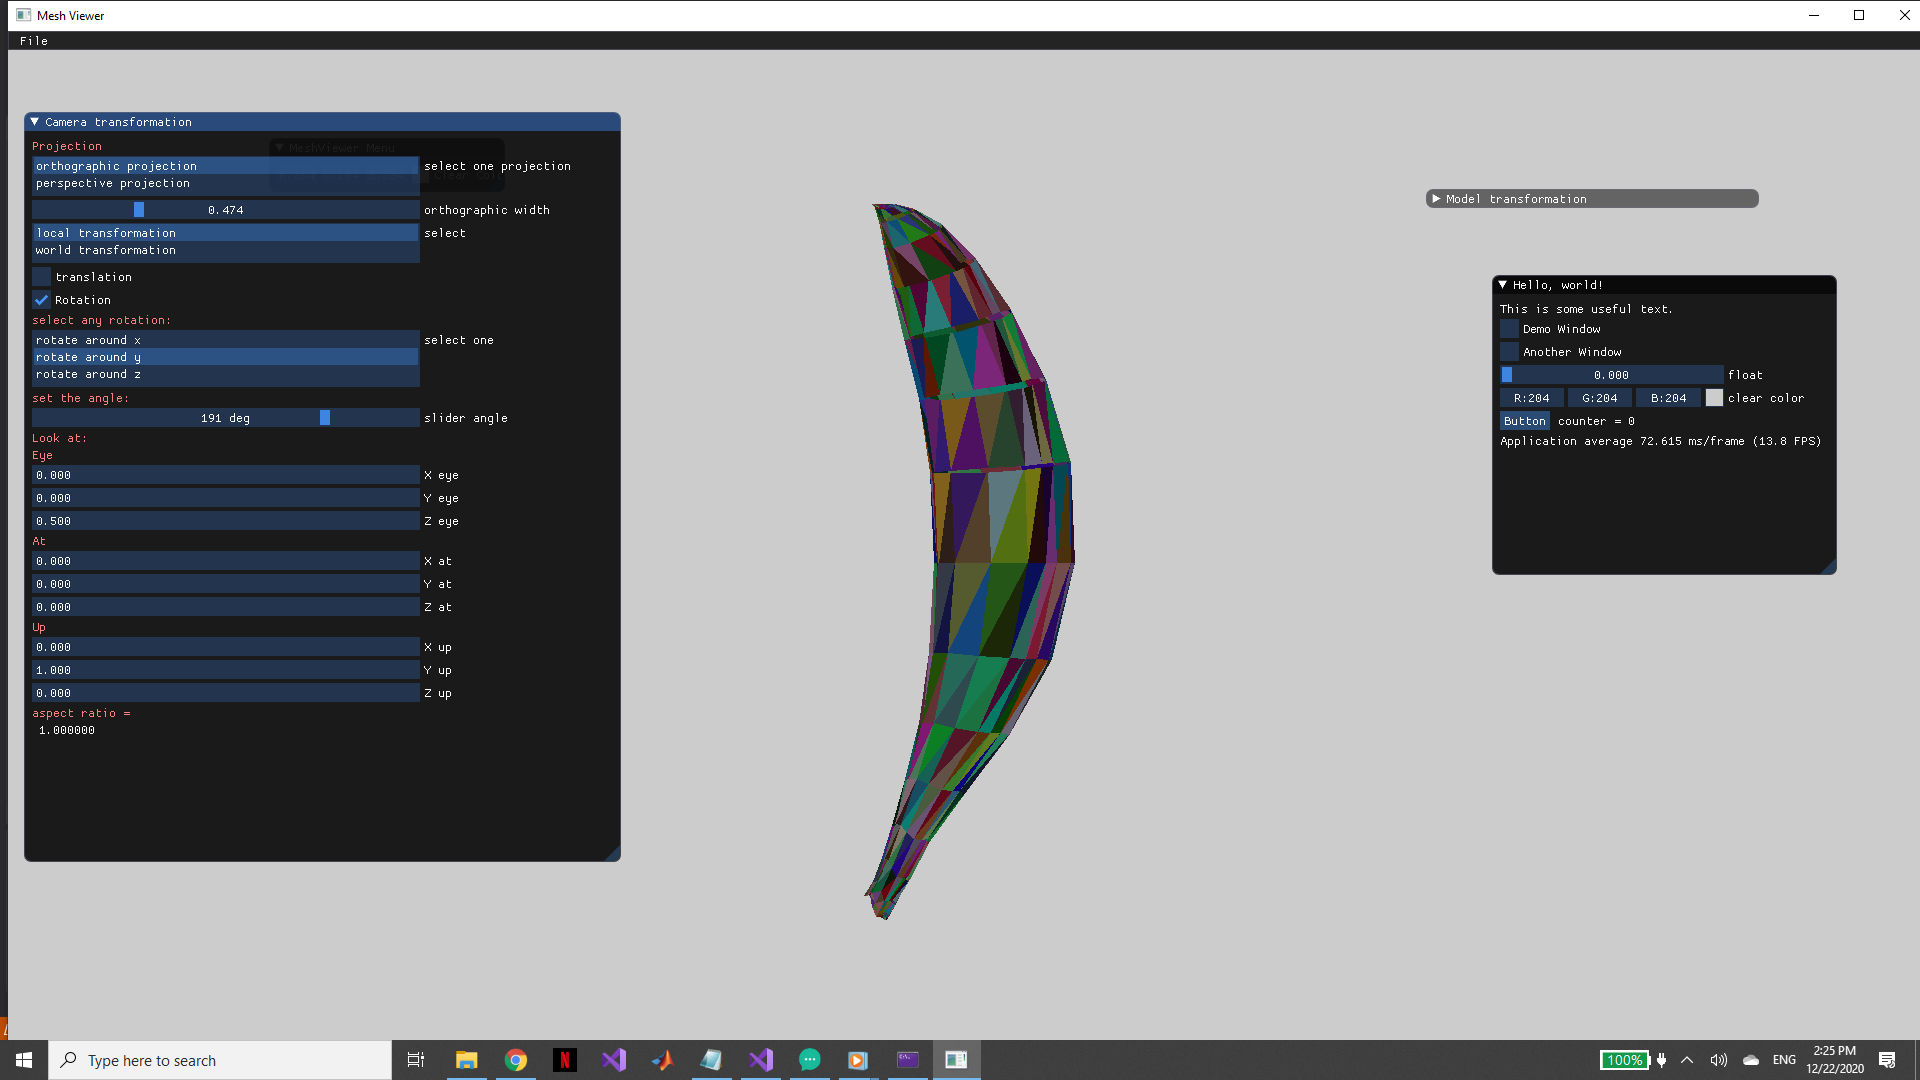 Mesh Viewer
File
Camera transformation
Projection
MeshViewer Menu
orthographic projection
select one projection
perspective projection
0.474
orthographic width
local transformation
select
world transformation
translation
Rotation
select any rotation:
rotate around x
select one
rotate around y
rotate around z
set the angle:
191 deg
slider angle
Look at:
Eye
0.000 X eye
0.000 Y eye
0.500 Z eye
At
0.000 X at
0.000 Y at
0.000 Z at
Up
0.000 X up
1.000 Y up
0.000 Z up
aspect ratio =
1.000000
Model transformation
Hello, world!
This is some useful text.
Demo Window
Another Window
0.000 float
R:204 G:204 B:204 clear color
Button counter = 0
Application average 72.615 ms/frame (13.8 FPS)
Type here to search
N
100%
ENG
2:25 PM
12/22/2020